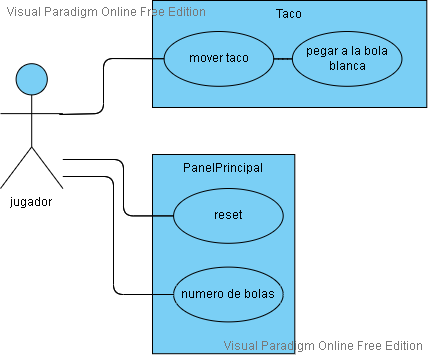 Visual Paradigm Online Free Edition
Taco
mover taco
pegar a la bola
blanca
jugador
PanelPrincipal
reset
numero de bolas
Visual Paradigm Online Free Edition